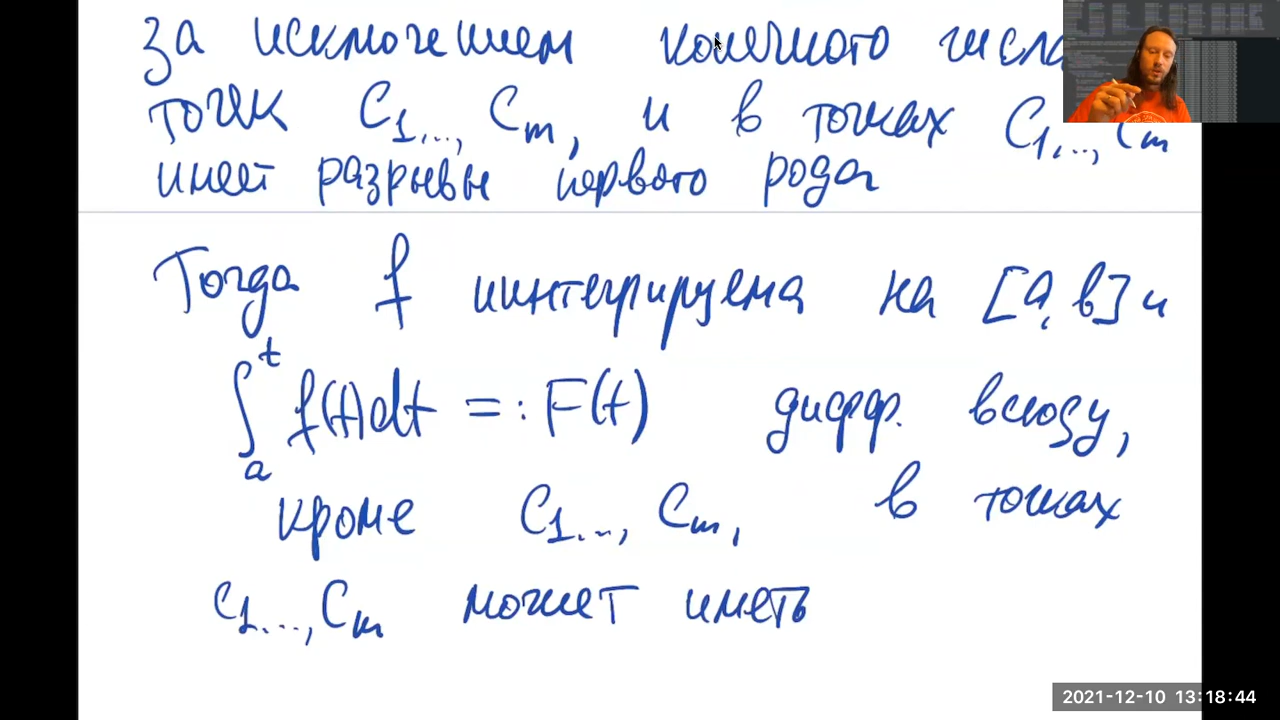 за исключением конечного числа
точек C₁,..., Cₘ, и в точках C₁,..., Cₘ
имеет разрывы первого рода
Тогда f интегрируема на [a, b] и
∫ₐᵗ f(t)dt =: F(t) дифф. всюду,
кроме C₁..., Cₘ, в точках
C₁..., Cₘ может иметь
2021-12-10 13:18:44